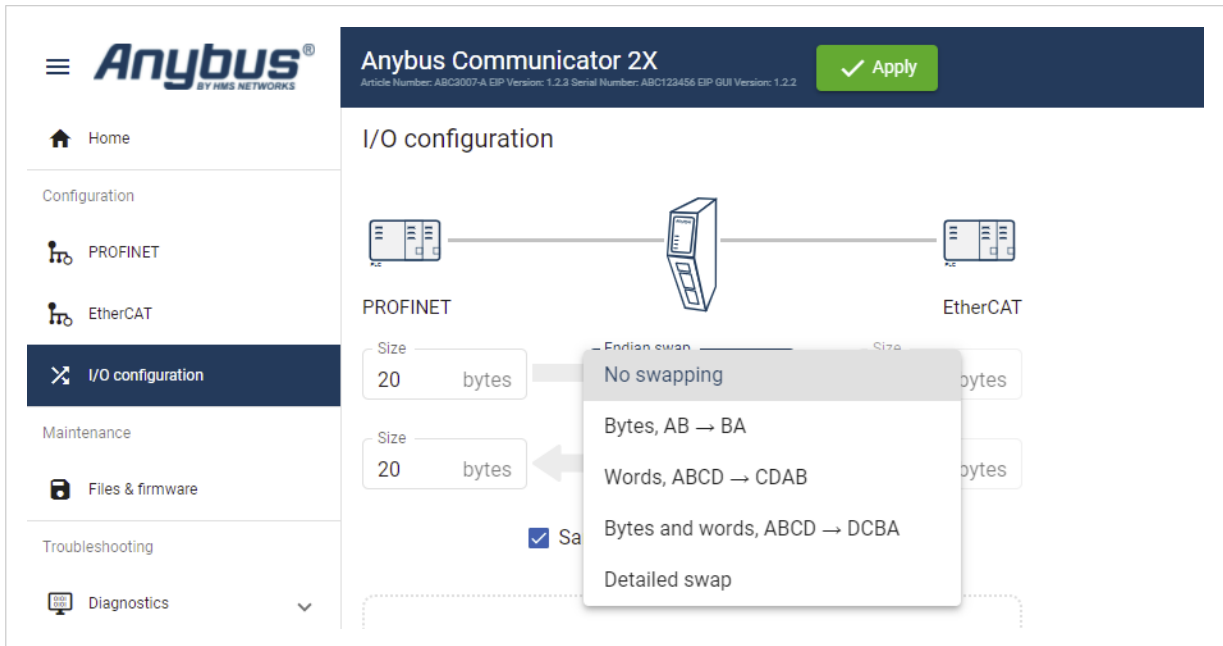 Anybus®
BY HMS NETWORKS
Anybus Communicator 2X
Article Number: ABC3007-A EIP Version: 1.2.3 Serial Number: ABC123456 EIP GUI Version: 1.2.2
Apply
Home
Configuration
PROFINET
EtherCAT
I/O configuration
Maintenance
Files & firmware
Troubleshooting
Diagnostics
I/O configuration
PLC
PLC
PROFINET
EtherCAT
Size
20 bytes
Endian swap
Size
bytes
Size
20 bytes
bytes
Sa
No swapping
Bytes, AB → BA
Words, ABCD → CDAB
Bytes and words, ABCD → DCBA
Detailed swap